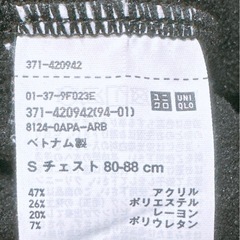 371-420942
01-37-9F023E
ユニクロ UNIQLO
371-420942(94-01)
8124-0APA-ARB
ベトナム製
S チェスト 80-88 cm
47% アクリル
26% ポリエステル
20% レーヨン
7% ポリウレタン